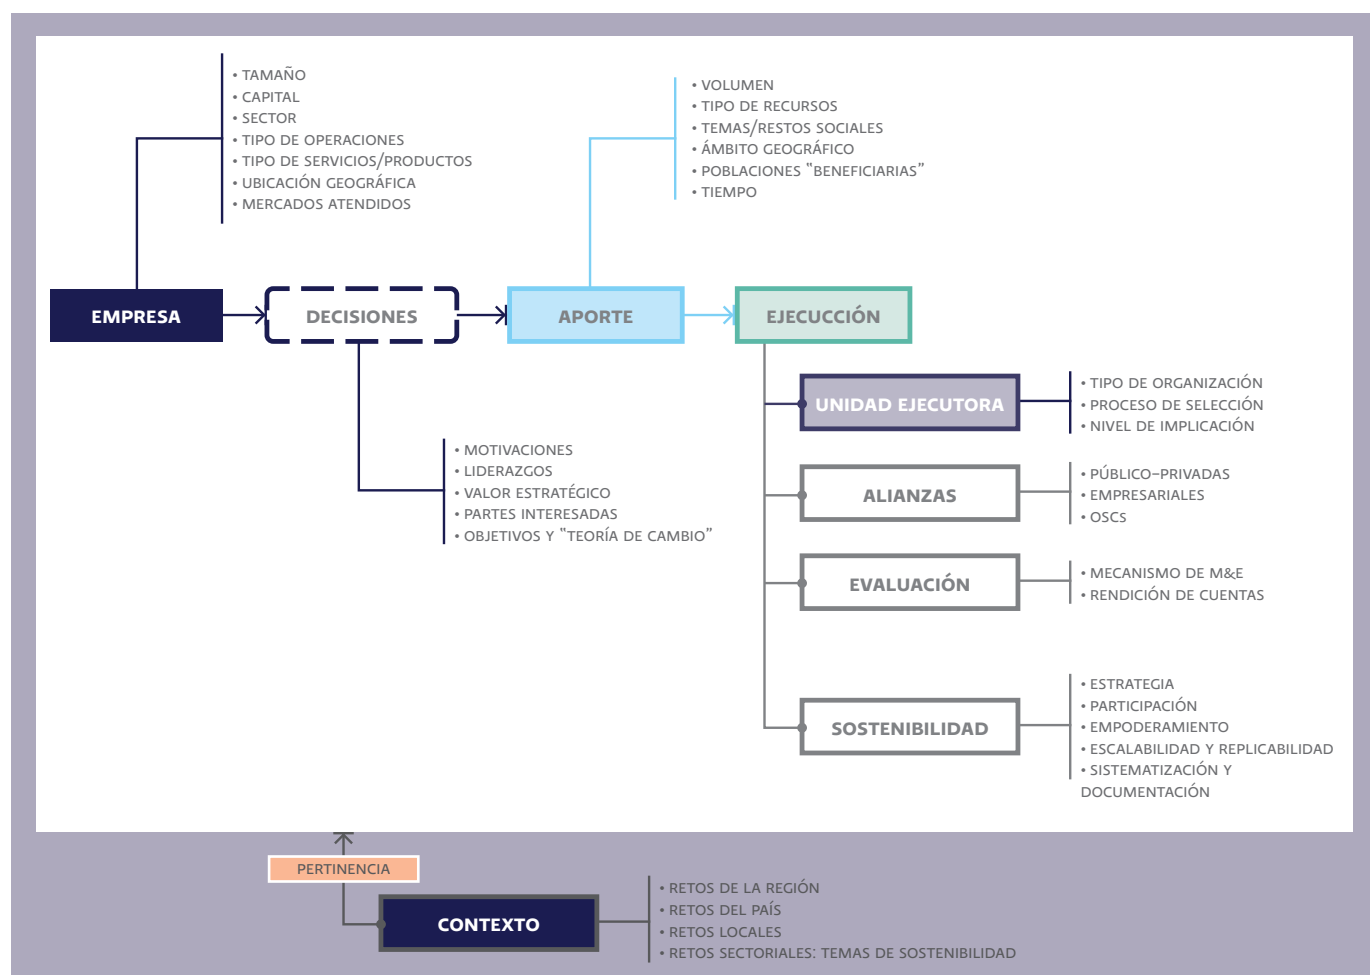 • TAMAÑO
• CAPITAL
• SECTOR
• TIPO DE OPERACIONES
• TIPO DE SERVICIOS/PRODUCTOS
• UBICACIÓN GEOGRÁFICA
• MERCADOS ATENDIDOS
• VOLUMEN
• TIPO DE RECURSOS
• TEMAS/RESTOS SOCIALES
• ÁMBITO GEOGRÁFICO
• POBLACIONES “BENEFICIARIAS”
• TIEMPO
EMPRESA
DECISIONES
APORTE
EJECUCCIÓN
• MOTIVACIONES
• LIDERAZGOS
• VALOR ESTRATÉGICO
• PARTES INTERESADAS
• OBJETIVOS Y “TEORÍA DE CAMBIO”
UNIDAD EJECUTORA
• TIPO DE ORGANIZACIÓN
• PROCESO DE SELECCIÓN
• NIVEL DE IMPLICACIÓN
ALIANZAS
• PÚBLICO-PRIVADAS
• EMPRESARIALES
• OSCs
EVALUACIÓN
• MECANISMO DE M&E
• RENDICIÓN DE CUENTAS
SOSTENIBILIDAD
• ESTRATEGIA
• PARTICIPACIÓN
• EMPODERAMIENTO
• ESCALABILIDAD Y REPLICABILIDAD
• SISTEMATIZACIÓN Y
DOCUMENTACIÓN
PERTINENCIA
CONTEXTO
• RETOS DE LA REGIÓN
• RETOS DEL PAÍS
• RETOS LOCALES
• RETOS SECTORIALES: TEMAS DE SOSTENIBILIDAD